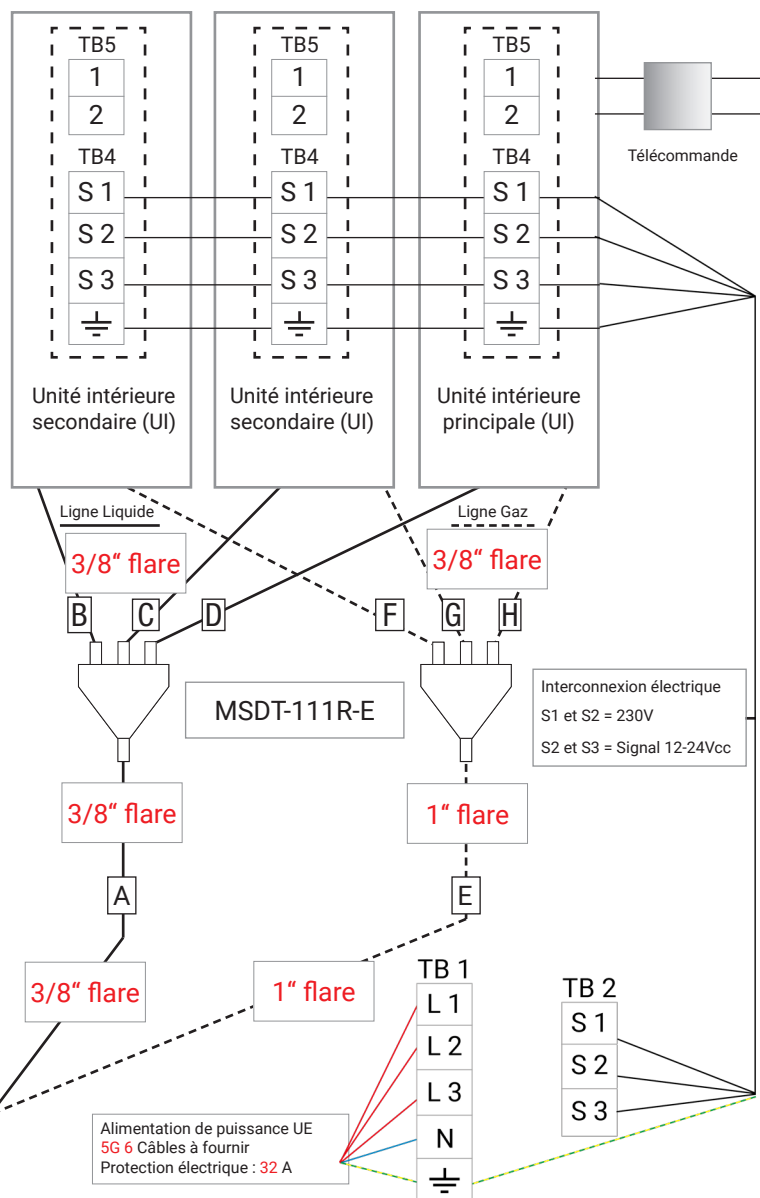 TB5
TB5
TB5
1
1
1
2
2
2
Télécommande
TB4
TB4
TB4
S 1
S 1
S 1
S 2
S 2
S 2
S 3
S 3
S 3
Unité intérieure
secondaire (UI)
Unité intérieure
secondaire (UI)
Unité intérieure
principale (UI)
Ligne Liquide
Ligne Gaz
3/8“ flare
3/8“ flare
B
C
D
F
G
H
MSDT-111R-E
Interconnexion électrique
S1 et S2 = 230V
S2 et S3 = Signal 12-24Vcc
3/8“ flare
1“ flare
A
E
3/8“ flare
1“ flare
TB 1
L 1
L 2
L 3
N
TB 2
S 1
S 2
S 3
Alimentation de puissance UE
5G 6 Câbles à fournir
Protection électrique : 32 A